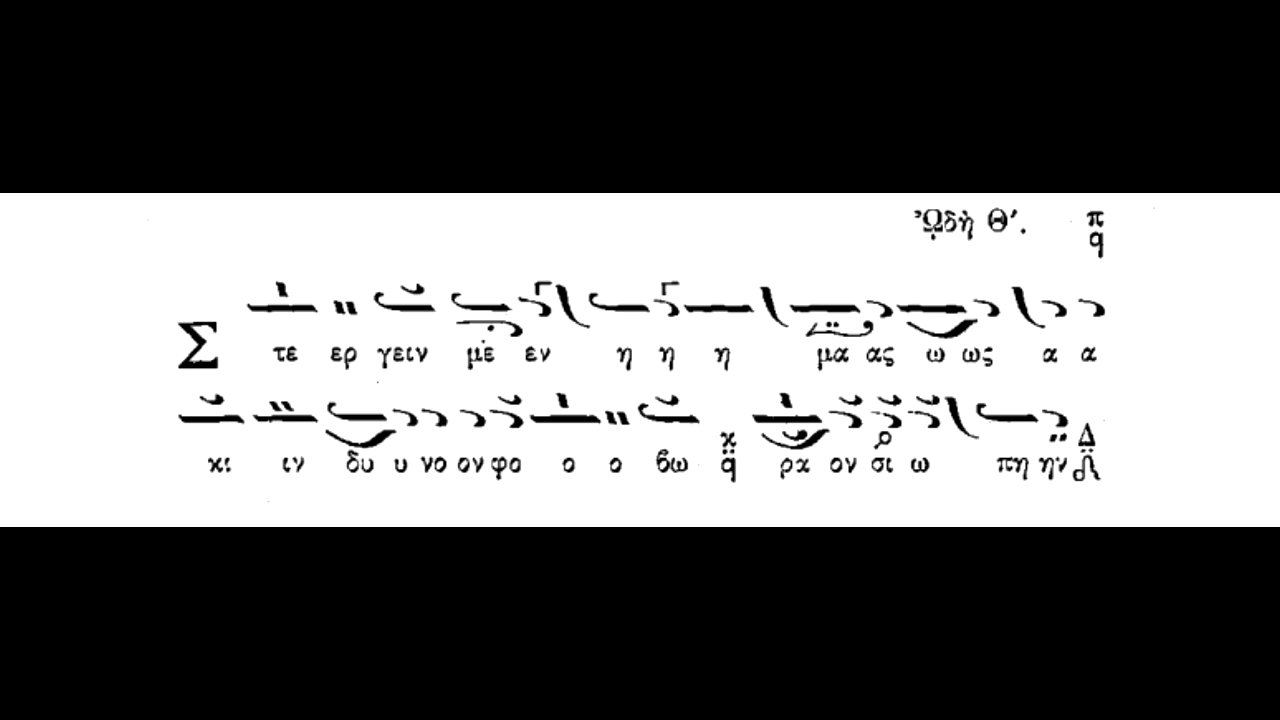 Ὠδὴ Θʹ. π q
Σ τε ερ γειν με εν η η η μα ας ω ως α α
κι ιν δυ υ νο ον φο ο ο βω κ q ρα ον σι ω πη ην Δ